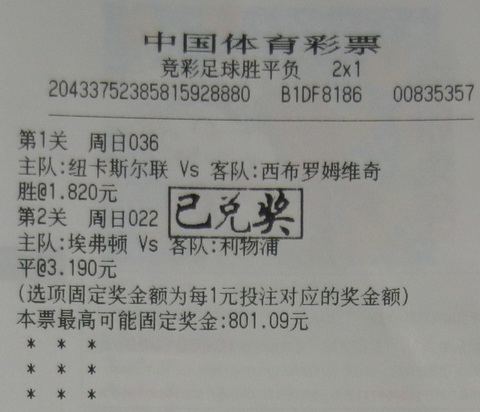 中国体育彩票
竞彩足球胜平负 2x1
204337523858159288​80 B1DF8186 00835357
第1关 周日036
主队:纽卡斯尔联 Vs 客队:西布罗姆维奇
胜@1.820元
第2关 周日022
已兑奖
主队:埃弗顿 Vs 客队:利物浦
平@3.190元
(选项固定奖金额为每1元投注对应的奖金额)
本票最高可能固定奖金:801.09元
* * *
* * *
* * *